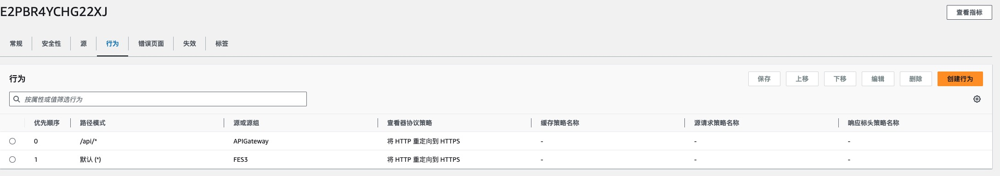 E2PBR4YCHG22XJ
查看指标
常规 安全性 源 行为 错误页面 失效 标签
行为 保存 上移 下移 编辑 删除 创建行为
按属性或值筛选行为
优先顺序 路径模式 源或源组 查看器协议策略 缓存策略名称 源请求策略名称 响应标头策略名称
0 /api/* APIGateway 将 HTTP 重定向到 HTTPS - - -
1 默认 (*) FES3 将 HTTP 重定向到 HTTPS - - -